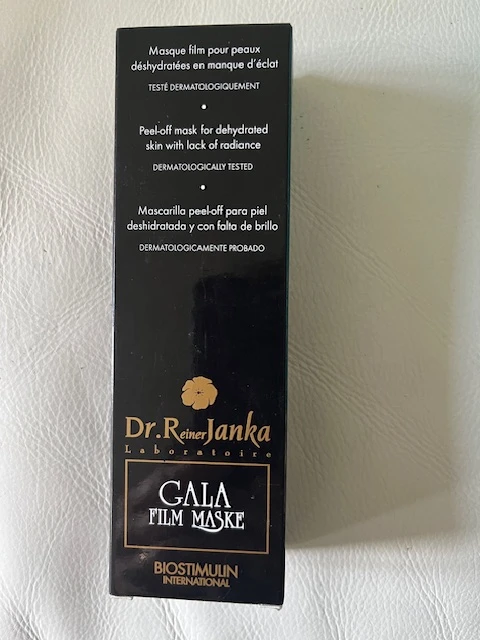 Masque film pour peaux
déshydratées en manque d'éclat
TESTÉ DERMATOLOGIQUEMENT
•
Peel-off mask for dehydrated
skin with lack of radiance
DERMATOLOGICALLY TESTED
•
Mascarilla peel-off para piel
deshidratada y con falta de brillo
DERMATOLOGICAMENTE PROBADO
Dr.ReinerJanka
Laboratoire
GALA
FILM MASKE
BIOSTIMULIN
INTERNATIONAL